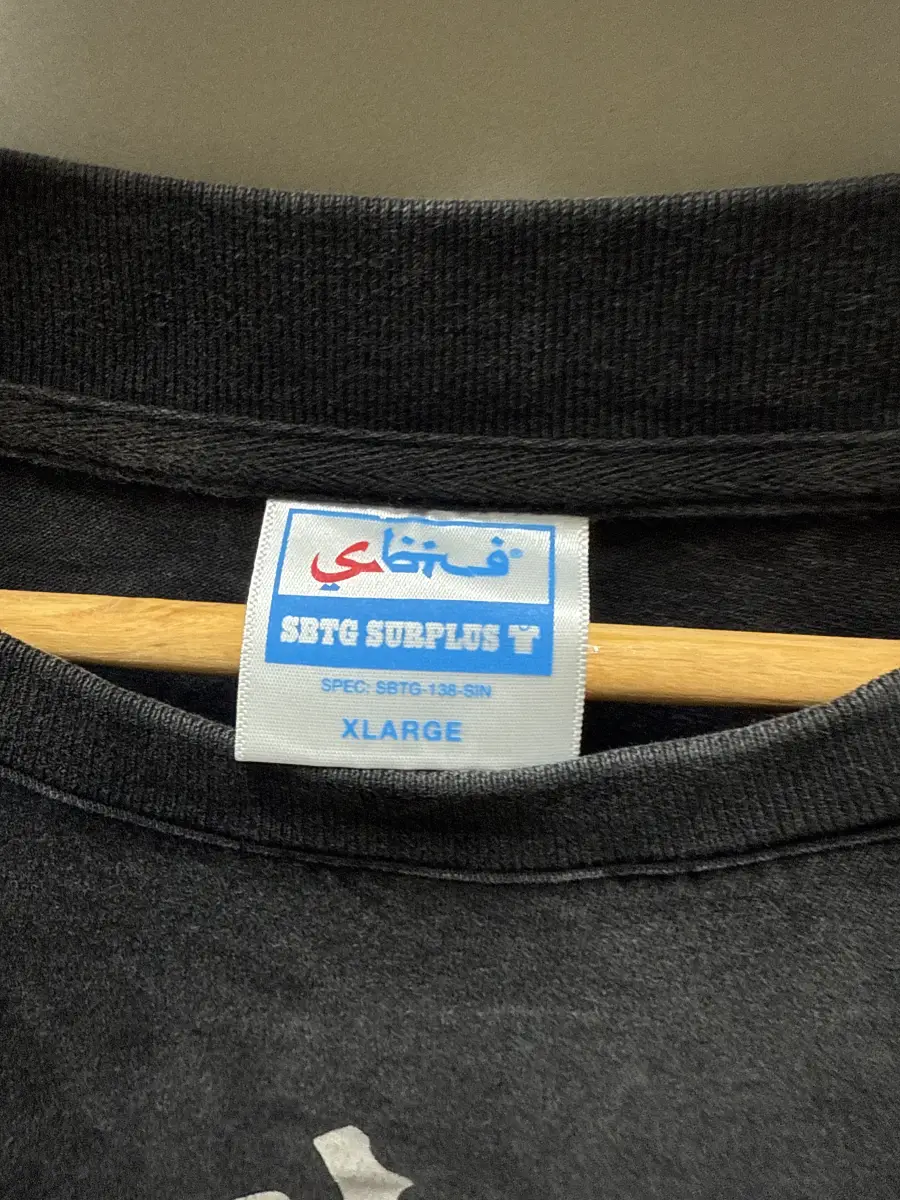 SBTG SURPLUS
SPEC: SBTG-138-SIN
XLARGE